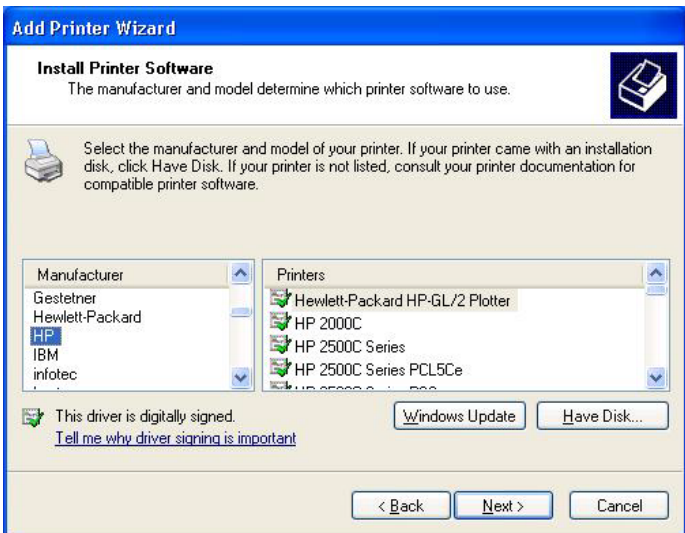 Add Printer Wizard
Install Printer Software
The manufacturer and model determine which printer software to use.
Select the manufacturer and model of your printer. If your printer came with an installation
disk, click Have Disk. If your printer is not listed, consult your printer documentation for
compatible printer software.
Manufacturer
Gestetner
Hewlett-Packard
HP
IBM
infotec
Printers
Hewlett-Packard HP-GL/2 Plotter
HP 2000C
HP 2500C Series
HP 2500C Series PCL5Ce
This driver is digitally signed.
Tell me why driver signing is important
Windows Update
Have Disk...
< Back
Next >
Cancel